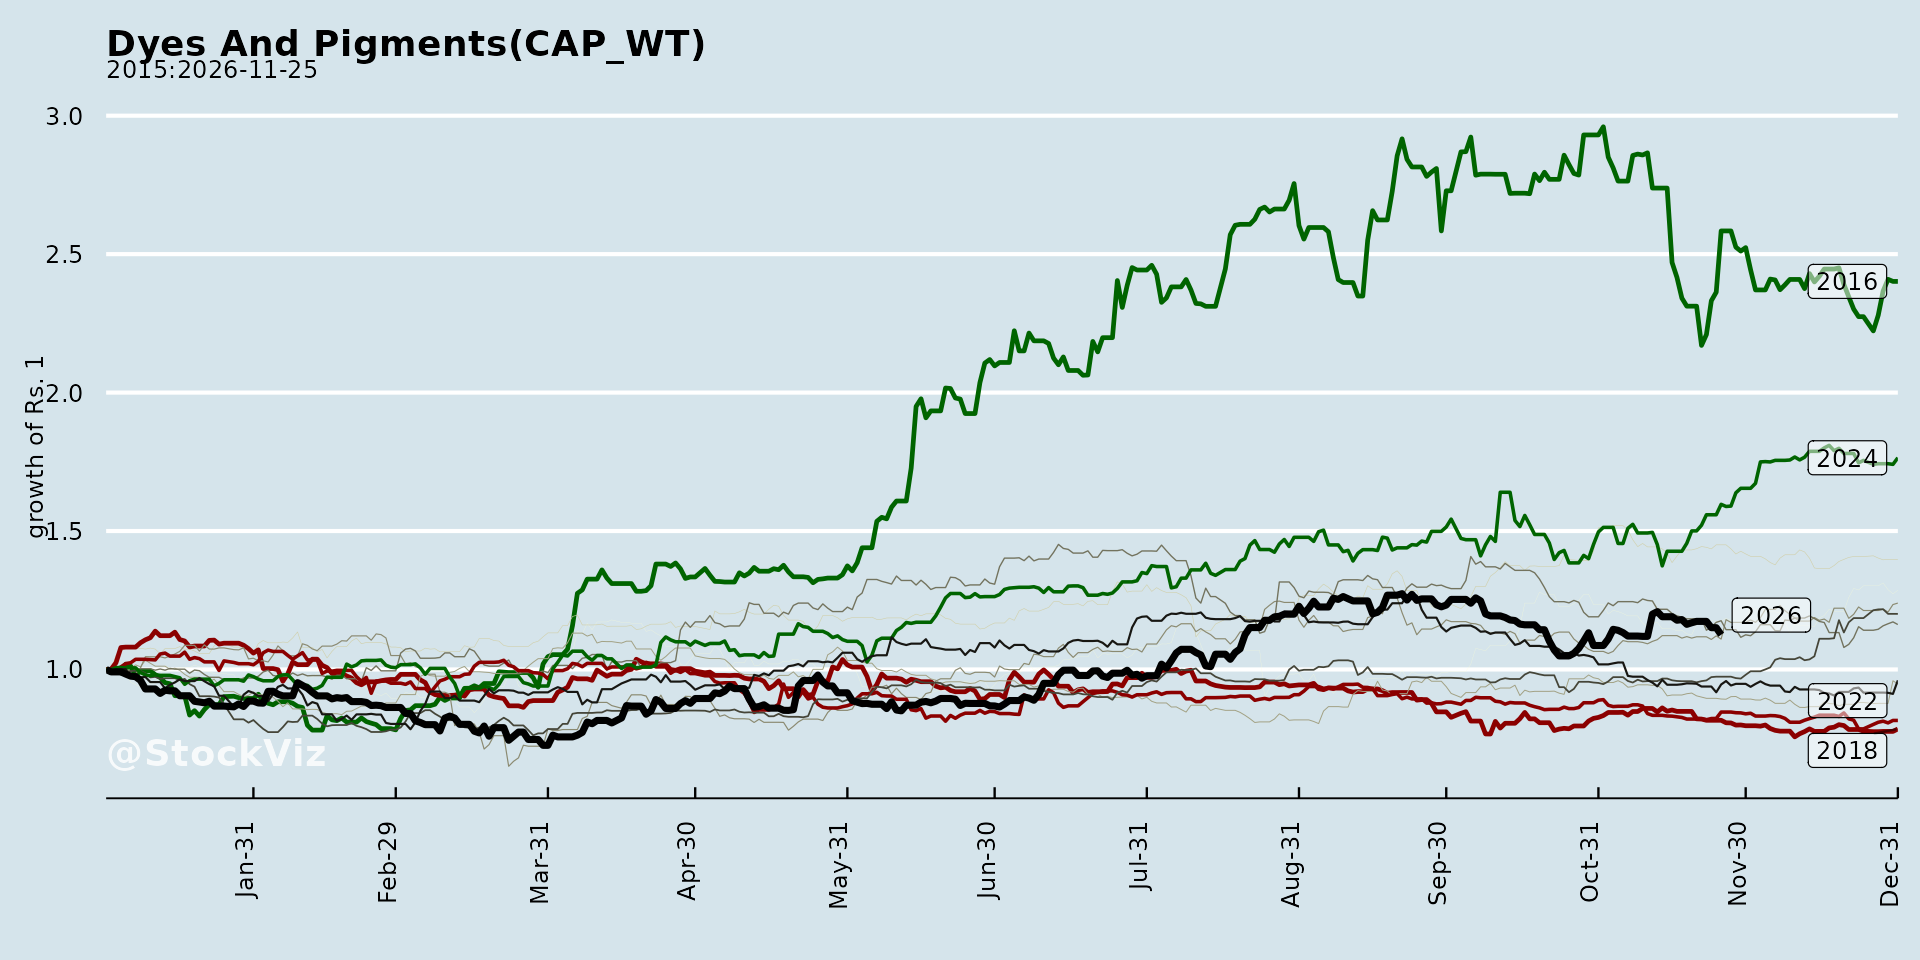 Dyes And Pigments(CAP_WT)
2015:2026-11-25
growth of Rs. 1
3.0
2.5
2.0
1.5
1.0
2016
2024
2026
2022
2018
@StockViz
Jan-31
Feb-29
Mar-31
Apr-30
May-31
Jun-30
Jul-31
Aug-31
Sep-30
Oct-31
Nov-30
Dec-31